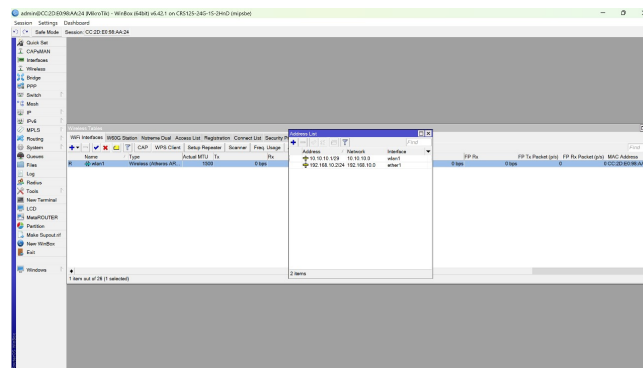 admin@CC:2D:E0:98:AA:24 (MikroTik) - WinBox (64bit) v6.42.1 on CRS125-24G-1S-2HnD (mipsbe)
Session Settings Dashboard
Safe Mode Session: CC:2D:E0:98:AA:24
Quick Set
CAPsMAN
Interfaces
Wireless
Bridge
PPP
Switch
Mesh
IP
IPv6
MPLS
Routing
System
Queues
Files
Log
Radius
Tools
New Terminal
LCD
MetaROUTER
Partition
Make Supout.rif
New WinBox
Exit
Windows
Wireless Tables
WiFi Interfaces W60G Station Nstreme Dual Access List Registration Connect List Security P
CAP WPS Client Setup Repeater Scanner Freq. Usage Find
Name Type Actual MTU Tx Rx FP Rx FP Tx Packet (p/s) FP Rx Packet (p/s) MAC Address
R wlan1 Wireless (Atheros AR... 1500 0 bps 0 bps 0 bps 0 0 CC:2D:E0:98:AA
1 item out of 26 (1 selected)
Address List
Find
Address Network Interface
10.10.10.1/29 10.10.10.0 wlan1
192.168.10.2/24 192.168.10.0 ether1
2 items